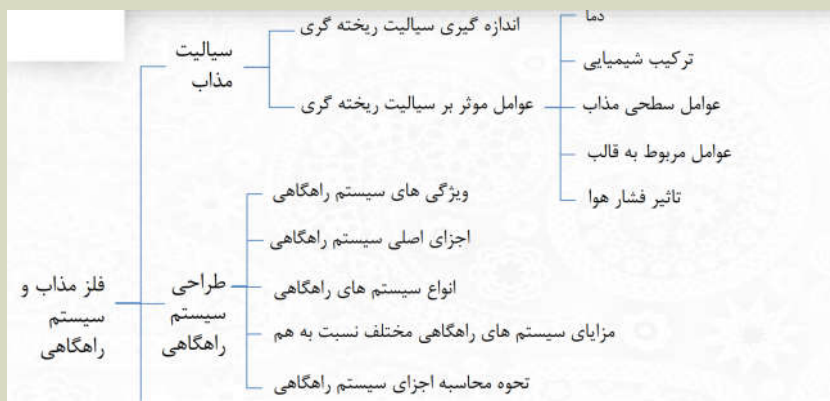 فلز مذاب و
سیستم
راهگاهی
سیالیت
مذاب
اندازه گیری سیالیت ریخته گری
عوامل موثر بر سیالیت ریخته گری
دما
ترکیب شیمیایی
عوامل سطحی مذاب
عوامل مربوط به قالب
تاثیر فشار هوا
طراحی
سیستم
راهگاهی
ویژگی های سیستم راهگاهی
اجزای اصلی سیستم راهگاهی
انواع سیستم های راهگاهی
مزایای سیستم های راهگاهی مختلف نسبت به هم
نحوه محاسبه اجزای سیستم راهگاهی